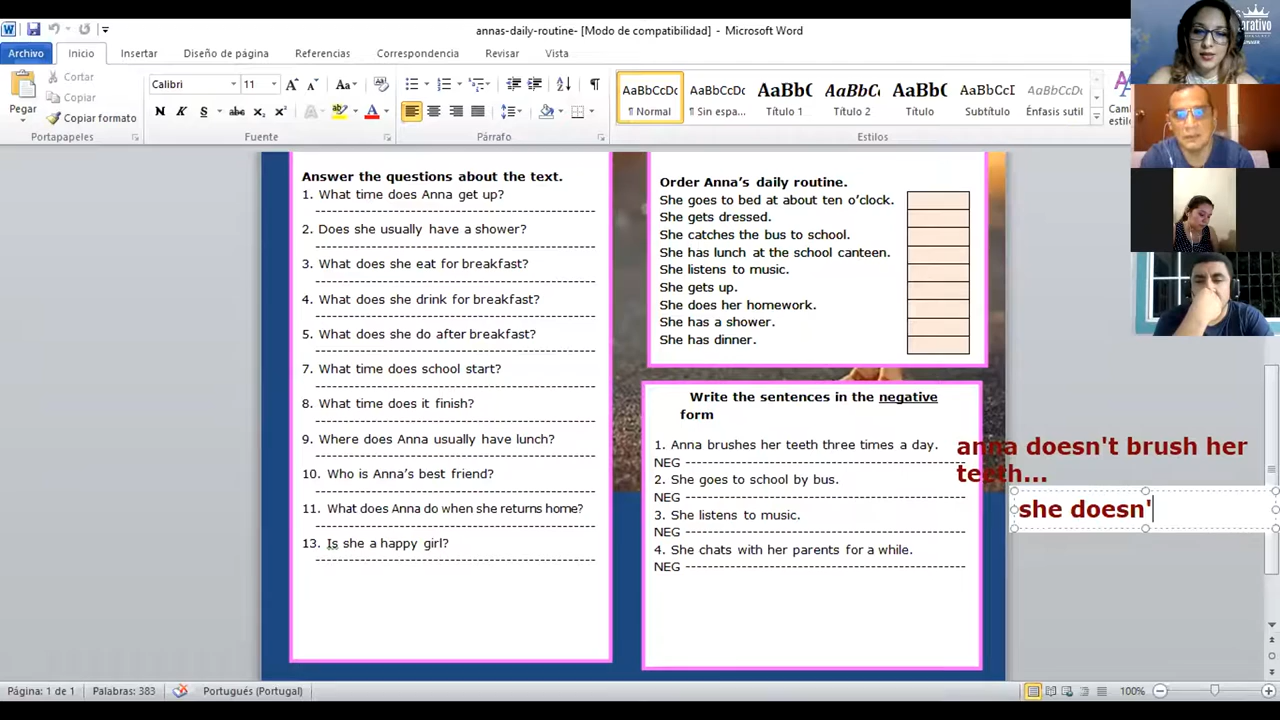 annas-daily-routine- [Modo de compatibilidad] - Microsoft Word
Archivo Inicio Insertar Diseño de página Referencias Correspondencia Revisar Vista
Cortar
Copiar
Copiar formato
Pegar
Portapapeles
Calibri 11
N K S abc x₂ x²
Fuente
Párrafo
AaBbCcDc AaBbCcDc AaBbC AaBbCc AaBbC AaBbCcI AaBbCcDc
¶ Normal ¶ Sin espa... Título 1 Título 2 Título Subtítulo Énfasis sutil
Estilos
Answer the questions about the text.
1. What time does Anna get up?
2. Does she usually have a shower?
3. What does she eat for breakfast?
4. What does she drink for breakfast?
5. What does she do after breakfast?
7. What time does school start?
8. What time does it finish?
9. Where does Anna usually have lunch?
10. Who is Anna's best friend?
11. What does Anna do when she returns home?
13. Is she a happy girl?
Order Anna's daily routine.
She goes to bed at about ten o'clock.
She gets dressed.
She catches the bus to school.
She has lunch at the school canteen.
She listens to music.
She gets up.
She does her homework.
She has a shower.
She has dinner.
Write the sentences in the negative
form
1. Anna brushes her teeth three times a day.
NEG
2. She goes to school by bus.
NEG
3. She listens to music.
NEG
4. She chats with her parents for a while.
NEG
anna doesn't brush her
teeth...
she doesn'
Página: 1 de 1 Palabras: 383 Portugués (Portugal) 100%